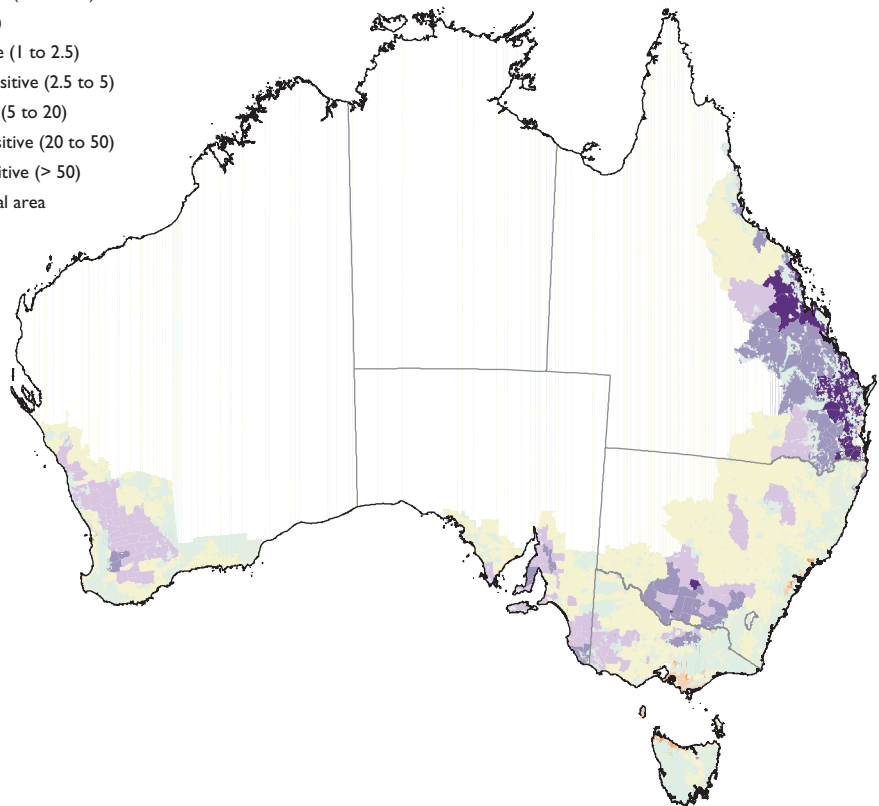 e (1 to 2.5)
sitive (2.5 to 5)
(5 to 20)
sitive (20 to 50)
itive (> 50)
al area